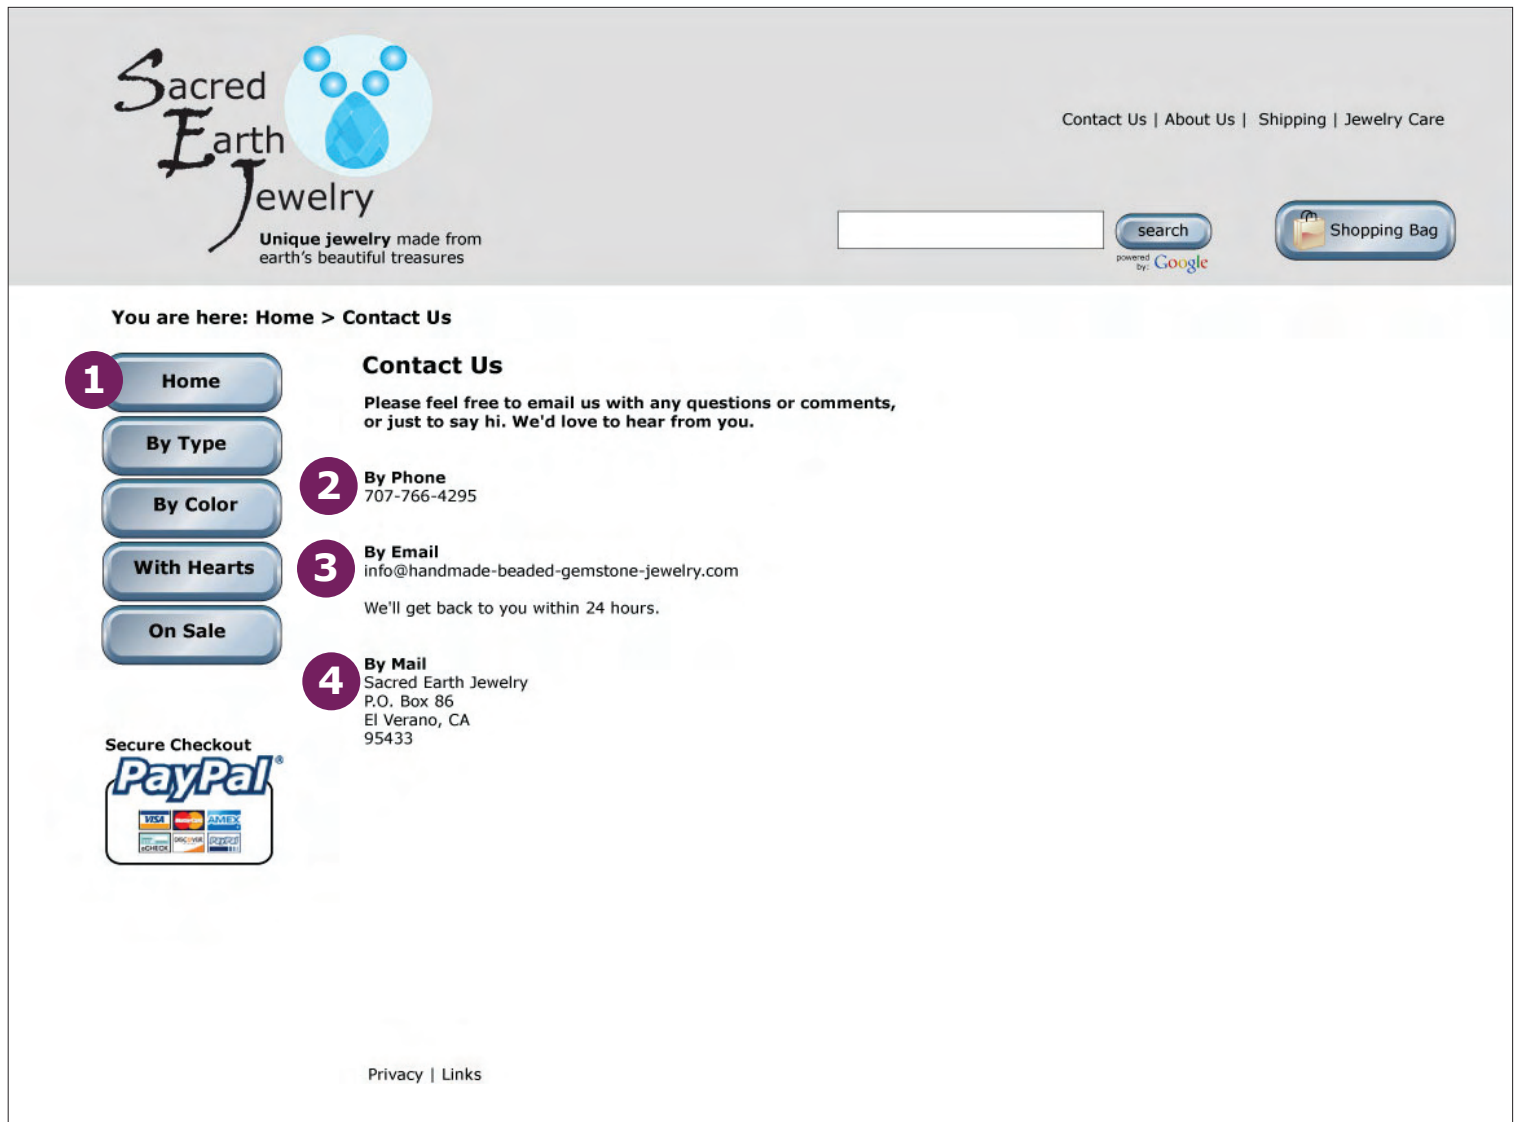 Sacred
Earth
Jewelry
Unique jewelry made from
earth's beautiful treasures
Contact Us | About Us | Shipping | Jewelry Care
search
powered
by: Google
Shopping Bag
You are here: Home > Contact Us
1
Home
By Type
By Color
With Hearts
On Sale
Secure Checkout
PayPal®
VISA MasterCard AMEX
eCHECK DISCOVER PayPal
Contact Us
Please feel free to email us with any questions or comments,
or just to say hi. We'd love to hear from you.
2
By Phone
707-766-4295
3
By Email
info@handmade-beaded-gemstone-jewelry.com
We'll get back to you within 24 hours.
4
By Mail
Sacred Earth Jewelry
P.O. Box 86
El Verano, CA
95433
Privacy | Links